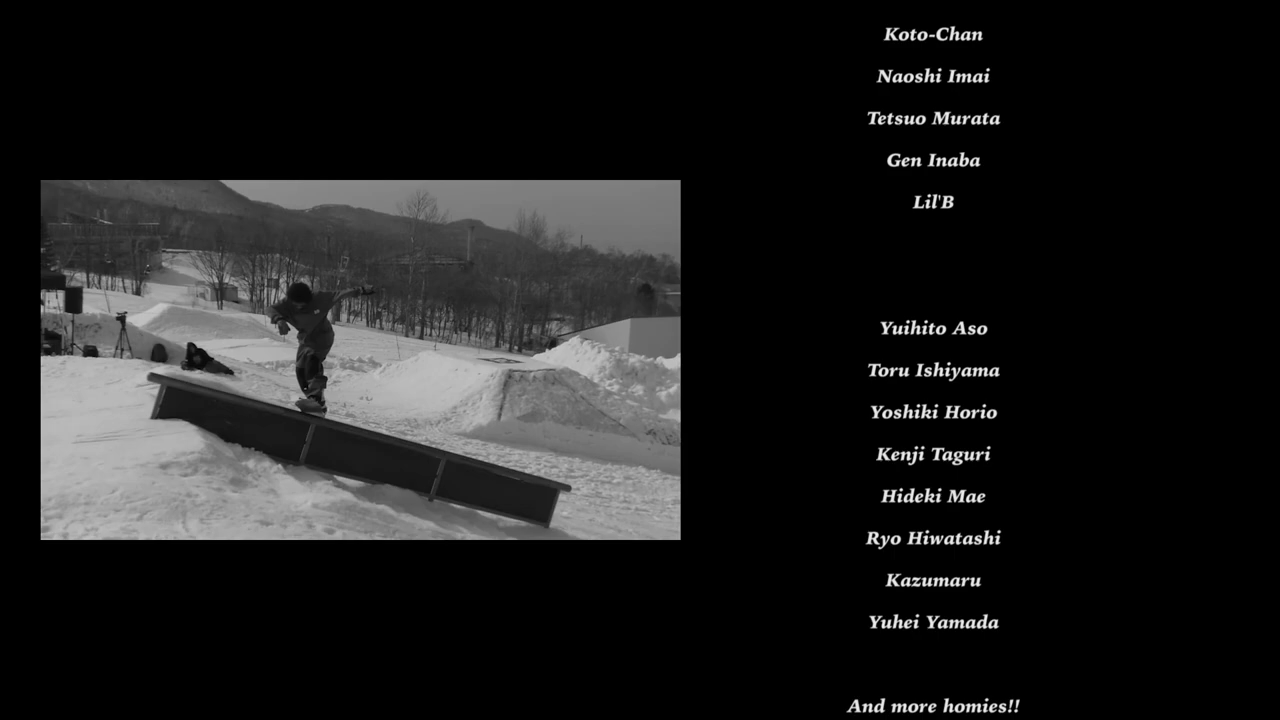 Koto-Chan
Naoshi Imai
Tetsuo Murata
Gen Inaba
Lil'B
Yuihito Aso
Toru Ishiyama
Yoshiki Horio
Kenji Taguri
Hideki Mae
Ryo Hiwatashi
Kazumaru
Yuhei Yamada
And more homies!!